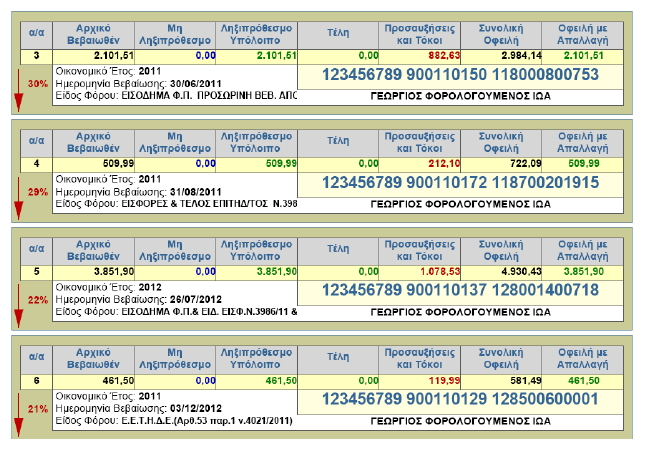 α/α Αρχικό Βεβαιωθέν Μη Ληξιπρόθεσμο Ληξιπρόθεσμο Υπόλοιπο Τέλη Προσαυξήσεις και Τόκοι Συνολική Οφειλή Οφειλή με Απαλλαγή
3 2.101,51 0,00 2.101,51 0,00 882,63 2.984,14 2.101,51
30% Οικονομικό Έτος: 2011 123456789 900110150 118000800753
Ημερομηνία Βεβαίωσης: 30/06/2011
Είδος Φόρου: ΕΙΣΟΔΗΜΑ Φ.Π. ΠΡΟΣΩΡΙΝΗ ΒΕΒ. ΑΠΟ ΓΕΩΡΓΙΟΣ ΦΟΡΟΛΟΓΟΥΜΕΝΟΣ ΙΩΑ
α/α Αρχικό Βεβαιωθέν Μη Ληξιπρόθεσμο Ληξιπρόθεσμο Υπόλοιπο Τέλη Προσαυξήσεις και Τόκοι Συνολική Οφειλή Οφειλή με Απαλλαγή
4 509,99 0,00 509,99 0,00 212,10 722,09 509,99
29% Οικονομικό Έτος: 2011 123456789 900110172 118700201915
Ημερομηνία Βεβαίωσης: 31/08/2011
Είδος Φόρου: ΕΙΣΦΟΡΕΣ & ΤΕΛΟΣ ΕΠΙΤΗΔ/ΤΟΣ Ν.398 ΓΕΩΡΓΙΟΣ ΦΟΡΟΛΟΓΟΥΜΕΝΟΣ ΙΩΑ
α/α Αρχικό Βεβαιωθέν Μη Ληξιπρόθεσμο Ληξιπρόθεσμο Υπόλοιπο Τέλη Προσαυξήσεις και Τόκοι Συνολική Οφειλή Οφειλή με Απαλλαγή
5 3.851,90 0,00 3.851,90 0,00 1.078,53 4.930,43 3.851,90
22% Οικονομικό Έτος: 2012 123456789 900110137 128001400718
Ημερομηνία Βεβαίωσης: 26/07/2012
Είδος Φόρου: ΕΙΣΟΔΗΜΑ Φ.Π.& ΕΙΔ. ΕΙΣΦ.Ν.3986/11 & ΓΕΩΡΓΙΟΣ ΦΟΡΟΛΟΓΟΥΜΕΝΟΣ ΙΩΑ
α/α Αρχικό Βεβαιωθέν Μη Ληξιπρόθεσμο Ληξιπρόθεσμο Υπόλοιπο Τέλη Προσαυξήσεις και Τόκοι Συνολική Οφειλή Οφειλή με Απαλλαγή
6 461,50 0,00 461,50 0,00 119,99 581,49 461,50
21% Οικονομικό Έτος: 2012 123456789 900110129 128500600001
Ημερομηνία Βεβαίωσης: 03/12/2012
Είδος Φόρου: Ε.Ε.Τ.Η.Δ.Ε.(Αρθ.53 παρ.1 ν.4021/2011) ΓΕΩΡΓΙΟΣ ΦΟΡΟΛΟΓΟΥΜΕΝΟΣ ΙΩΑ